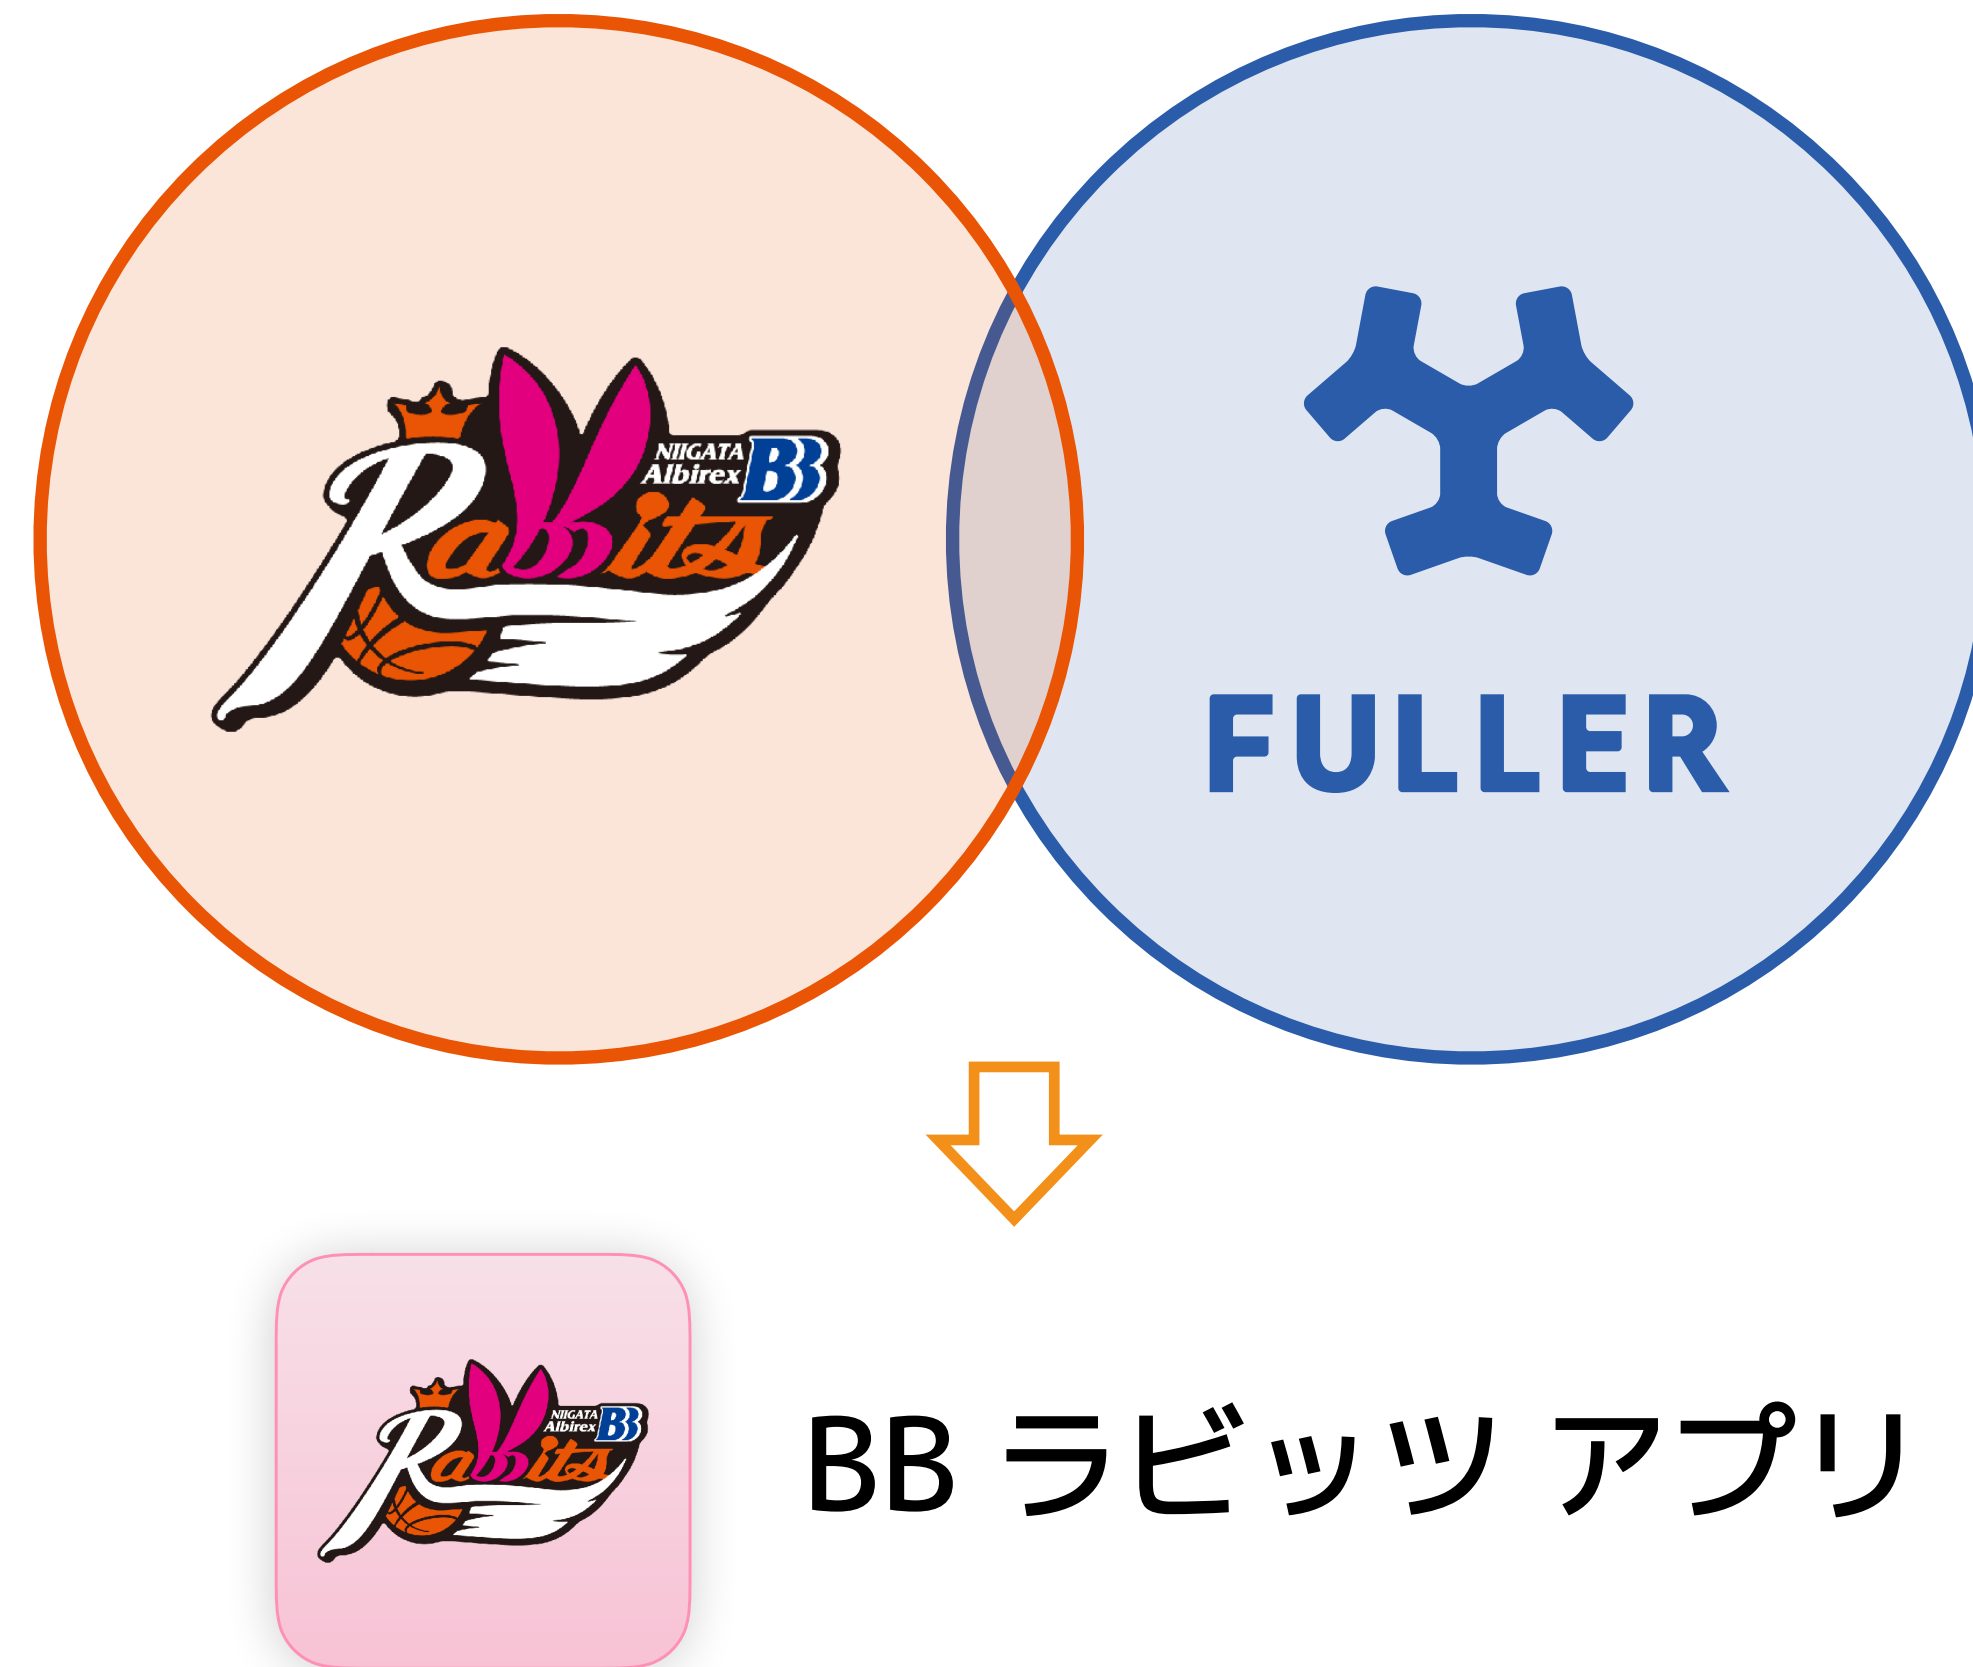 NIIGATA
Albirex BB
Rabbits
FULLER
NIIGATA
Albirex BB
Rabbits
BB ラビッツ アプリ